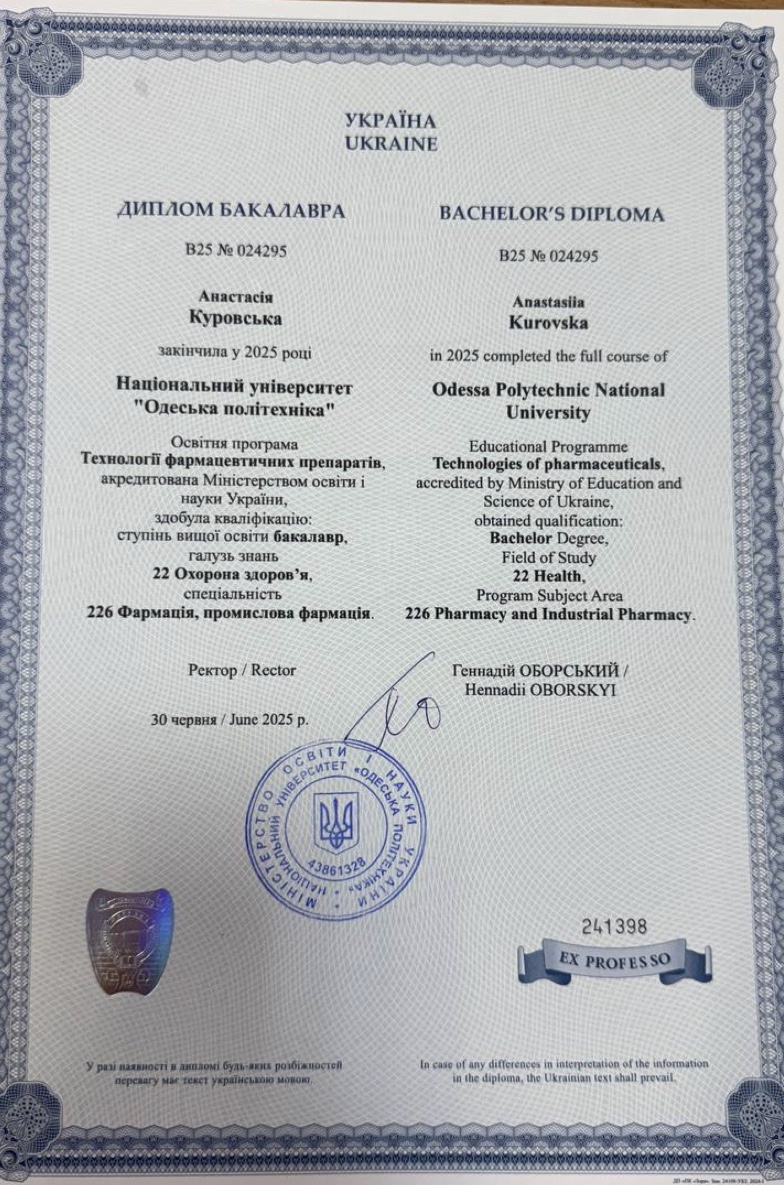 УКРАЇНА
UKRAINE
ДИПЛОМ БАКАЛАВРА
B25 № 024295
Анастасія
Куровська
закінчила у 2025 році
Національний університет
"Одеська політехніка"
Освітня програма
Технології фармацевтичних препаратів,
акредитована Міністерством освіти і
науки України,
здобула кваліфікацію:
ступінь вищої освіти бакалавр,
галузь знань
22 Охорона здоров’я,
спеціальність
226 Фармація, промислова фармація.
BACHELOR’S DIPLOMA
B25 № 024295
Anastasiia
Kurovska
in 2025 completed the full course of
Odessa Polytechnic National
University
Educational Programme
Technologies of pharmaceuticals,
accredited by Ministry of Education and
Science of Ukraine,
obtained qualification:
Bachelor Degree,
Field of Study
22 Health,
Program Subject Area
226 Pharmacy and Industrial Pharmacy.
Ректор / Rector
Геннадій ОБОРСЬКИЙ /
Hennadii OBORSKYI
30 червня / June 2025 р.
МІНІСТЕРСТВО ОСВІТИ І НАУКИ УКРАЇНИ
НАЦІОНАЛЬНИЙ УНІВЕРСИТЕТ «ОДЕСЬКА ПОЛІТЕХНІКА»
43861328
241398
EX PROFESSO
У разі наявності в дипломі будь-яких розбіжностей
перевагу має текст українською мовою.
In case of any differences in interpretation of the information
in the diploma, the Ukrainian text shall prevail.